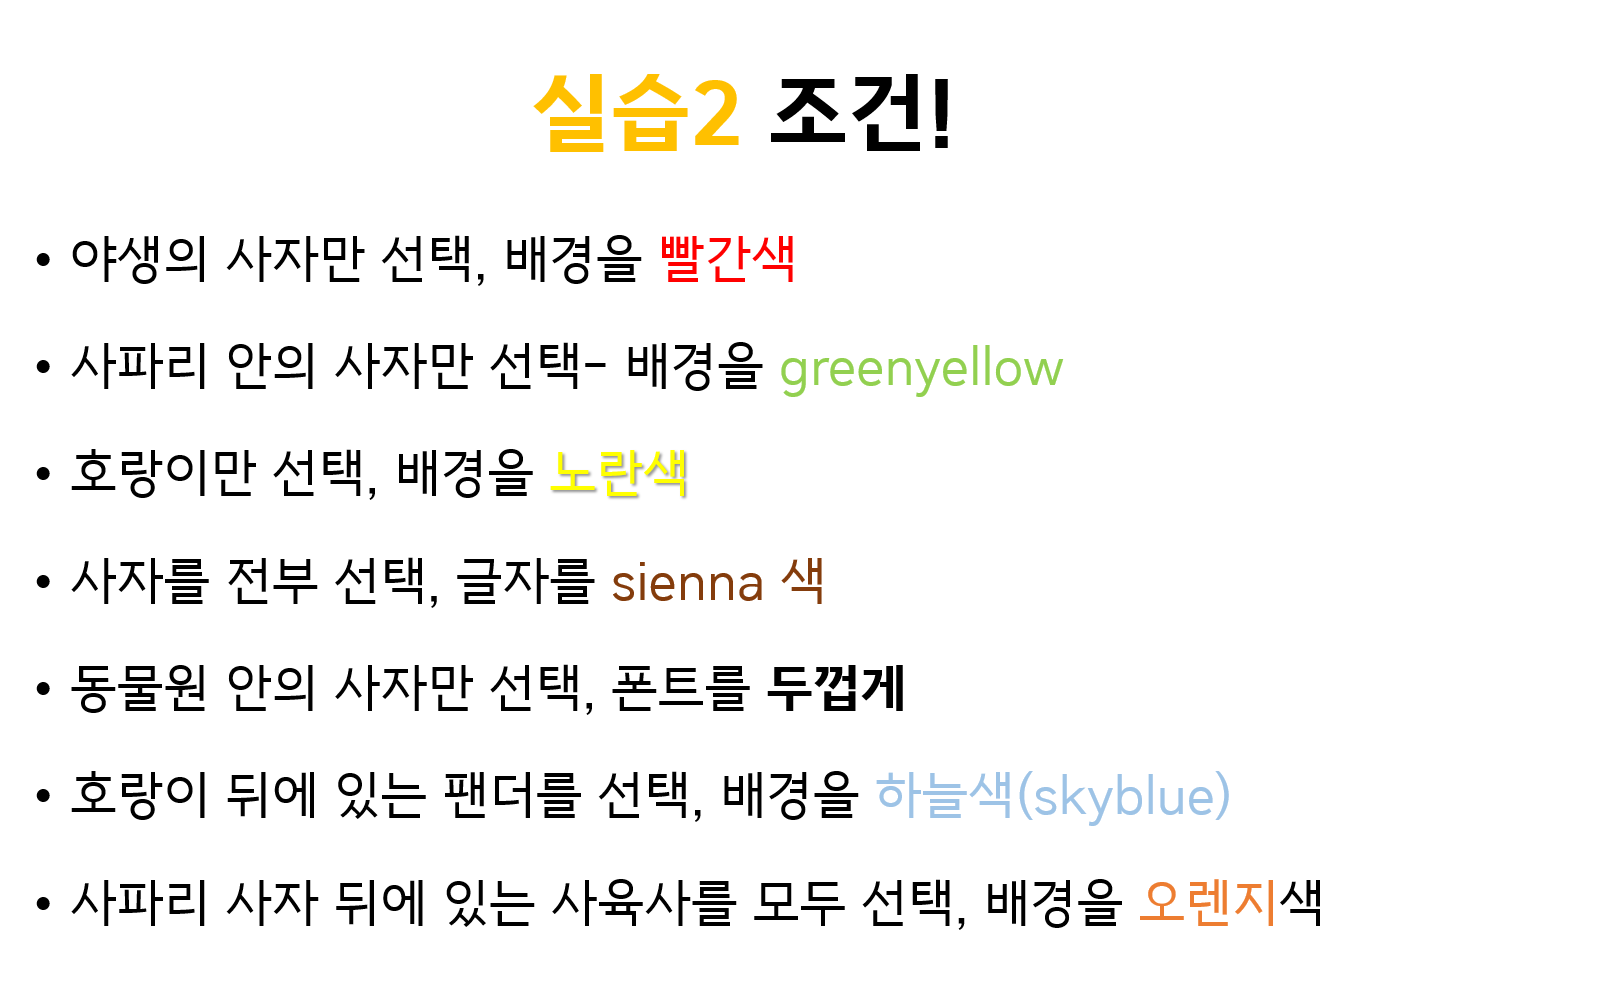 실습2 조건!
• 야생의 사자만 선택, 배경을 빨간색
• 사파리 안의 사자만 선택- 배경을 greenyellow
• 호랑이만 선택, 배경을 노란색
• 사자를 전부 선택, 글자를 sienna 색
• 동물원 안의 사자만 선택, 폰트를 두껍게
• 호랑이 뒤에 있는 팬더를 선택, 배경을 하늘색(skyblue)
• 사파리 사자 뒤에 있는 사육사를 모두 선택, 배경을 오렌지색